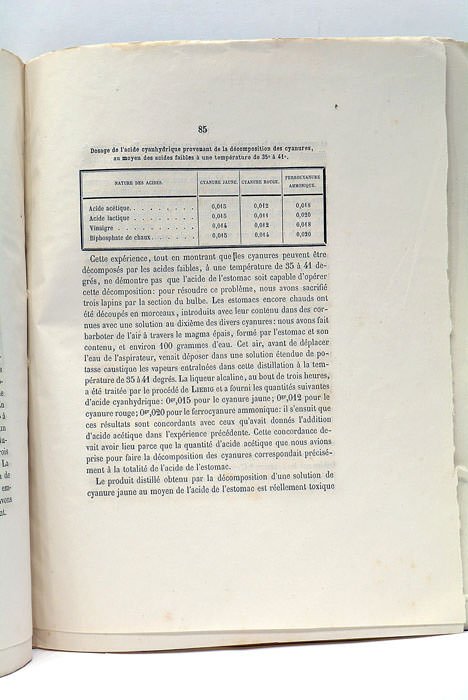 85
Dosage de l'acide cyanhydrique provenant de la décomposition des cyanures,
au moyen des acides faibles à une température de 35° à 41°.
NATURE DES ACIDES. CYANURE JAUNE. CYANURE ROUGE. FERROCYANURE AMMONIQUE.
Acide acétique. . . . . . . . . 0,015 0,012 0,018
Acide lactique . . . . . . . . 0,015 0,011 0,020
Vinaigre . . . . . . . . . . 0,014 0,012 0,018
Biphosphate de chaux. . . . . . 0,015 0,014 0,020
Cette expérience, tout en montrant que les cyanures peuvent être
décomposés par les acides faibles, à une température de 35 à 41 de-
grés, ne démontre pas que l'acide de l'estomac soit capable d'opérer
cette décomposition: pour résoudre ce problème, nous avons sacrifié
trois lapins par la section du bulbe. Les estomacs encore chauds ont
été découpés en morceaux, introduits avec leur contenu dans des cor-
nues avec une solution au dixième des divers cyanures: nous avons fait
barboter de l'air à travers le magma épais, formé par l'estomac et son
contenu, et environ 100 grammes d'eau. Cet air, avant de déplacer
l'eau de l'aspirateur, venait déposer dans une solution étendue de po-
tasse caustique les vapeurs entraînées dans cette distillation à la tem-
pérature de 35 à 41 degrés. La liqueur alcaline, au bout de trois heures,
a été traitée par le procédé de LIEBIG et a fourni les quantités suivantes
d'acide cyanhydrique: 0gr,015 pour le cyanure jaune; 0gr,012 pour le
cyanure rouge; 0gr,020 pour le ferrocyanure ammonique: il s'ensuit que
ces résultats sont concordants avec ceux qu'avait donnés l'addition
d'acide acétique dans l'expérience précédente. Cette concordance de-
vait avoir lieu parce que la quantité d'acide acétique que nous avions
prise pour faire la décomposition des cyanures correspondait précisé-
ment à la totalité de l'acide de l'estomac.
Le produit distillé obtenu par la décomposition d'une solution de
cyanure jaune au moyen de l'acide de l'estomac est réellement toxique